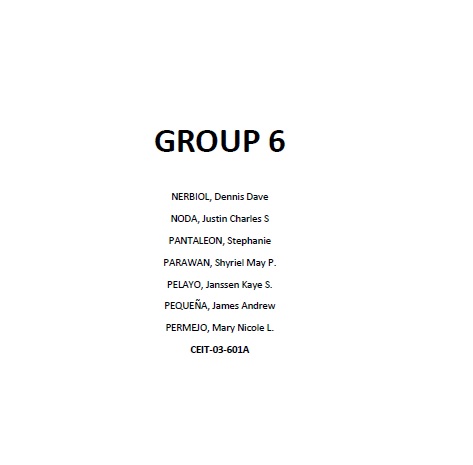 GROUP 6
NERBIOL, Dennis Dave
NODA, Justin Charles S
PANTALEON, Stephanie
PARAWAN, Shyriel May P.
PELAYO, Janssen Kaye S.
PEQUEÑA, James Andrew
PERMEJO, Mary Nicole L.
CEIT-03-601A